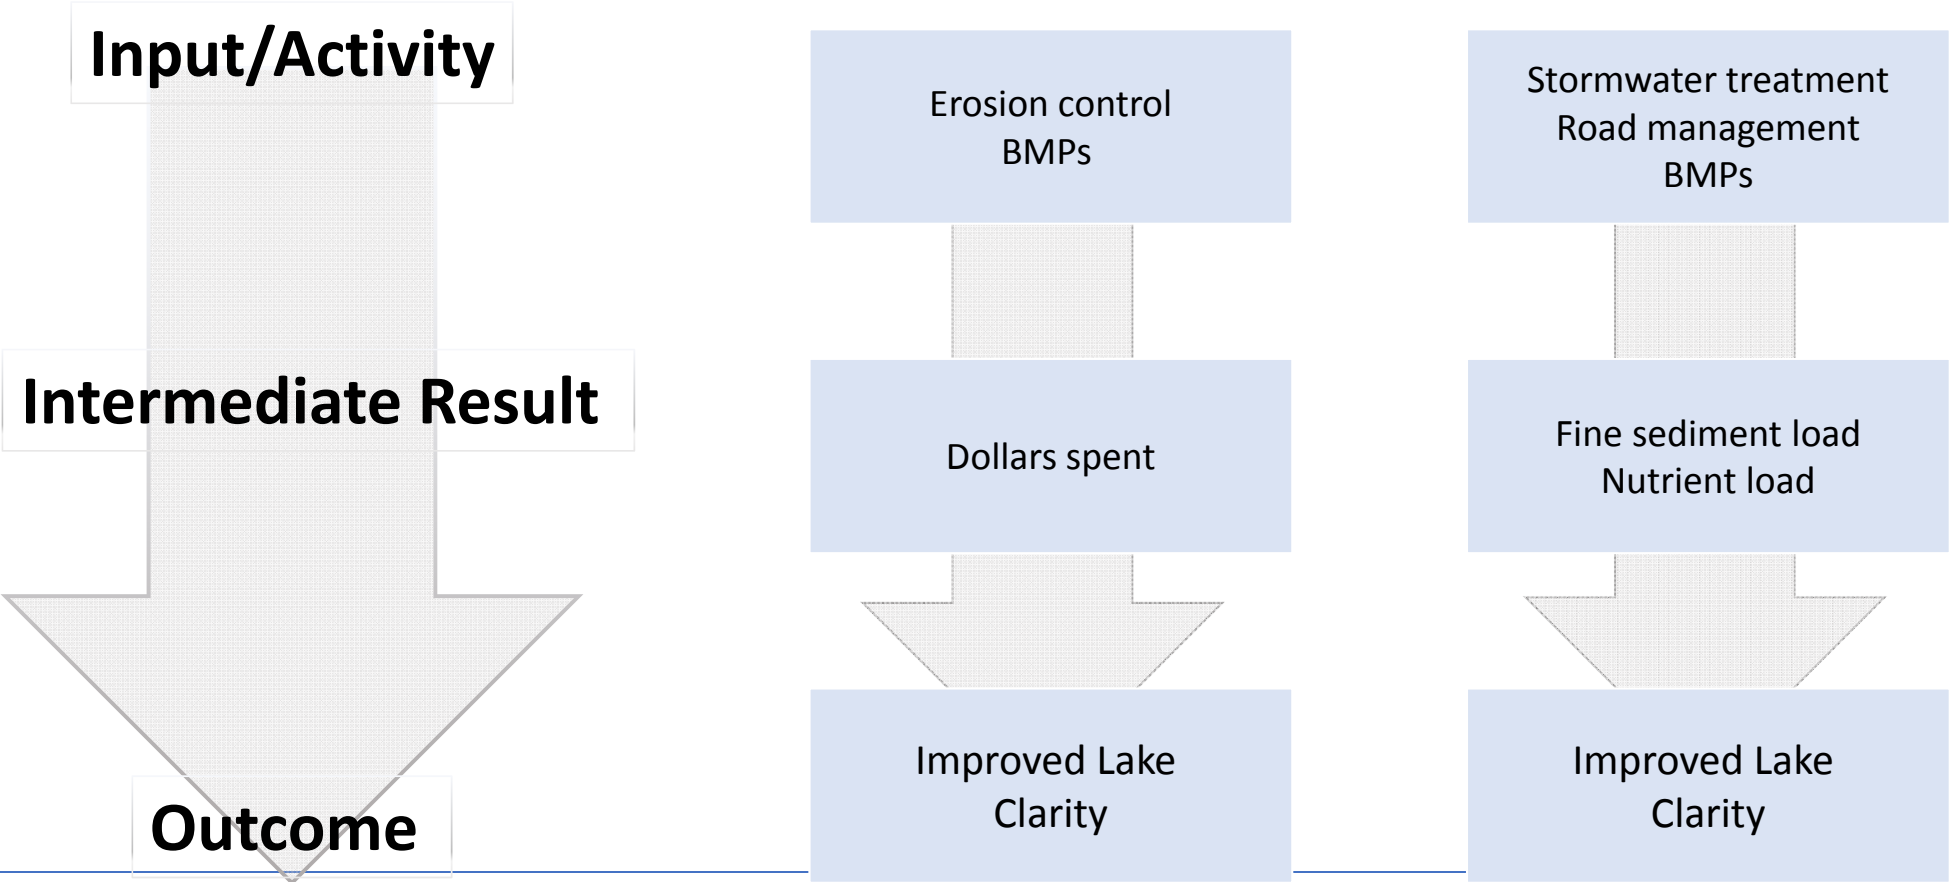 Input/Activity
Erosion control
BMPs
Stormwater treatment
Road management
BMPs
Intermediate Result
Dollars spent
Fine sediment load
Nutrient load
Outcome
Improved Lake
Clarity
Improved Lake
Clarity